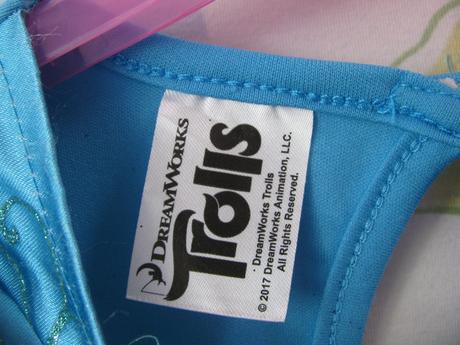 DREAMWORKS
Trolls
DreamWorks Trolls
© 2017 DreamWorks Animation, LLC.
All Rights Reserved.